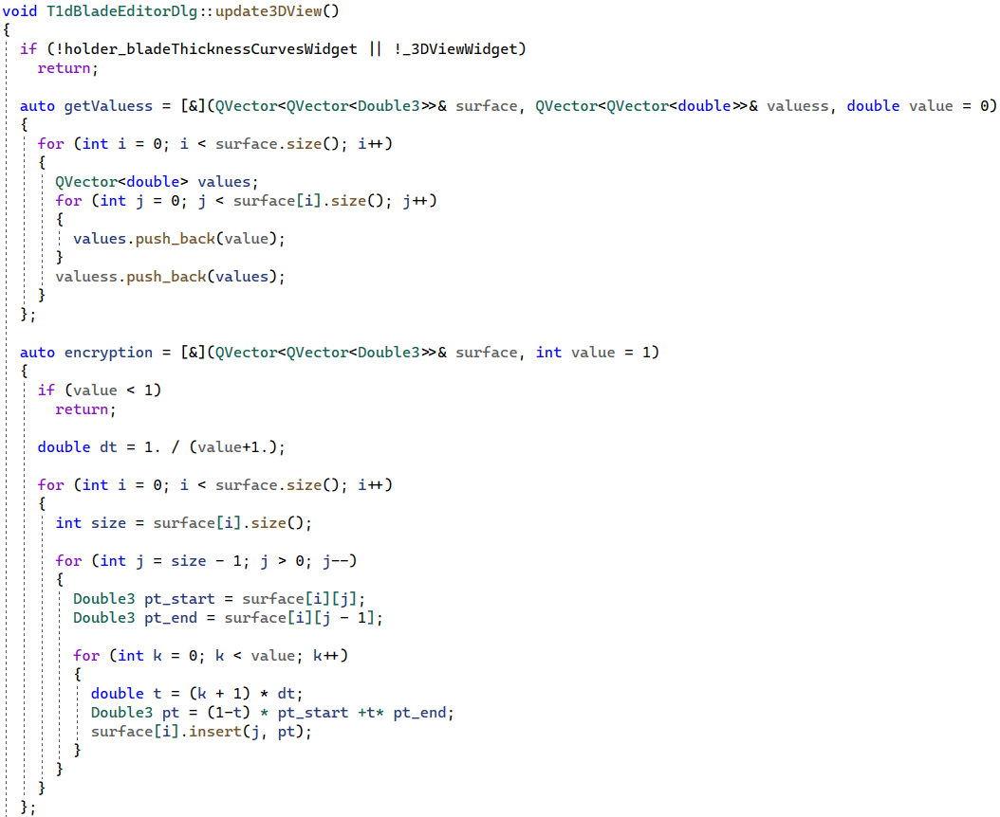 void T1dBladeEditorDlg::update3DView()
{
  if (!holder_bladeThicknessCurvesWidget || !_3DViewWidget)
    return;

  auto getValuess = [&](QVector<QVector<Double3>>& surface, QVector<QVector<double>>& valuess, double value = 0)
  {
    for (int i = 0; i < surface.size(); i++)
    {
      QVector<double> values;
      for (int j = 0; j < surface[i].size(); j++)
      {
        values.push_back(value);
      }
      valuess.push_back(values);
    }
  };

  auto encryption = [&](QVector<QVector<Double3>>& surface, int value = 1)
  {
    if (value < 1)
      return;

    double dt = 1. / (value+1.);

    for (int i = 0; i < surface.size(); i++)
    {
      int size = surface[i].size();

      for (int j = size - 1; j > 0; j--)
      {
        Double3 pt_start = surface[i][j];
        Double3 pt_end = surface[i][j - 1];

        for (int k = 0; k < value; k++)
        {
          double t = (k + 1) * dt;
          Double3 pt = (1-t) * pt_start +t* pt_end;
          surface[i].insert(j, pt);
        }
      }
    }
  };